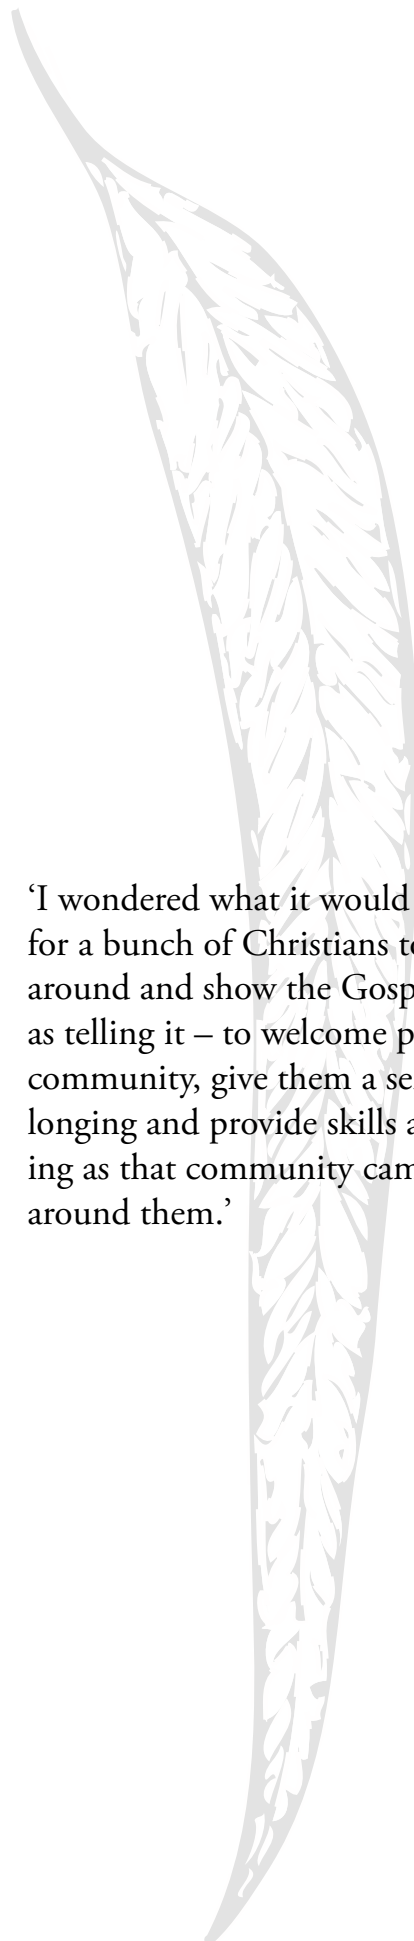 ‘I wondered what it would
for a bunch of Christians
around and show the
as telling it – to welcome
community, give them a
longing and provide skills
ing as that community
around them.’